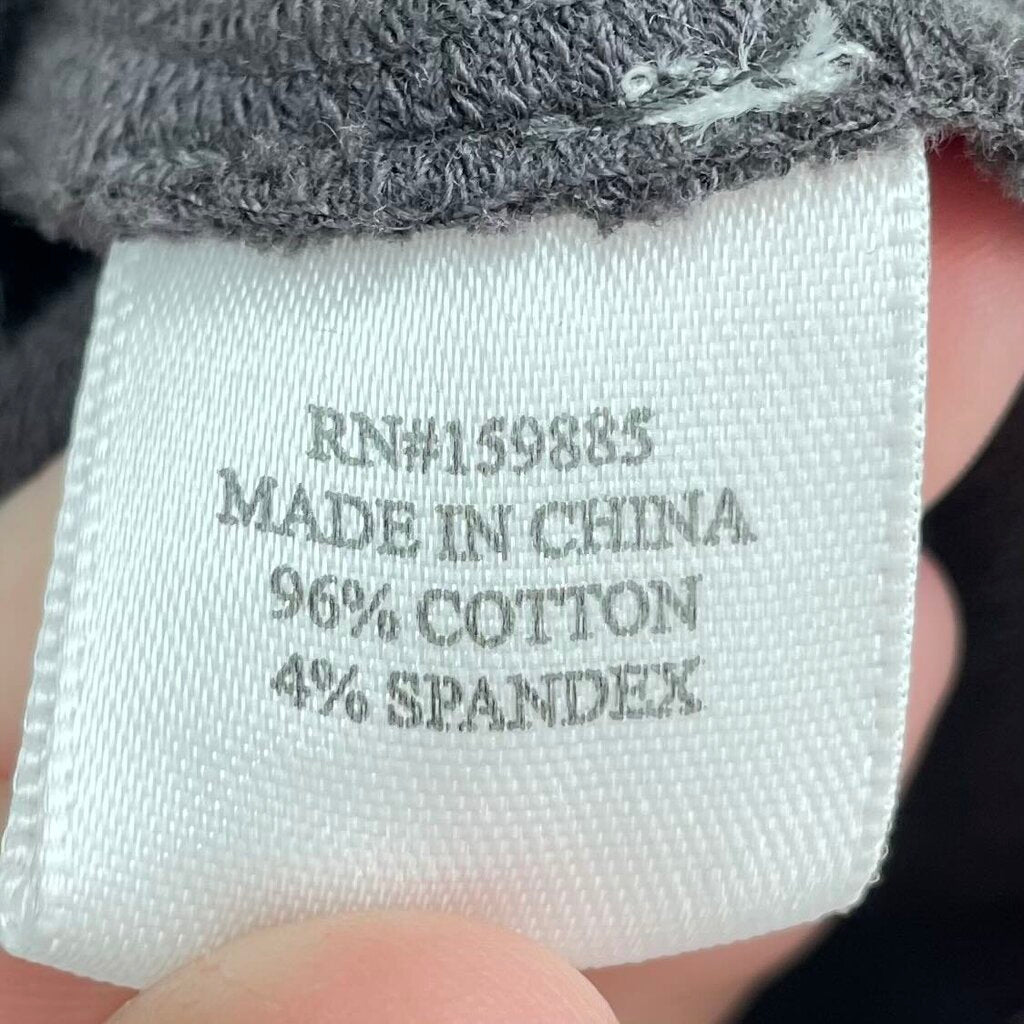 RN#159885
MADE IN CHINA
96% COTTON
4% SPANDEX